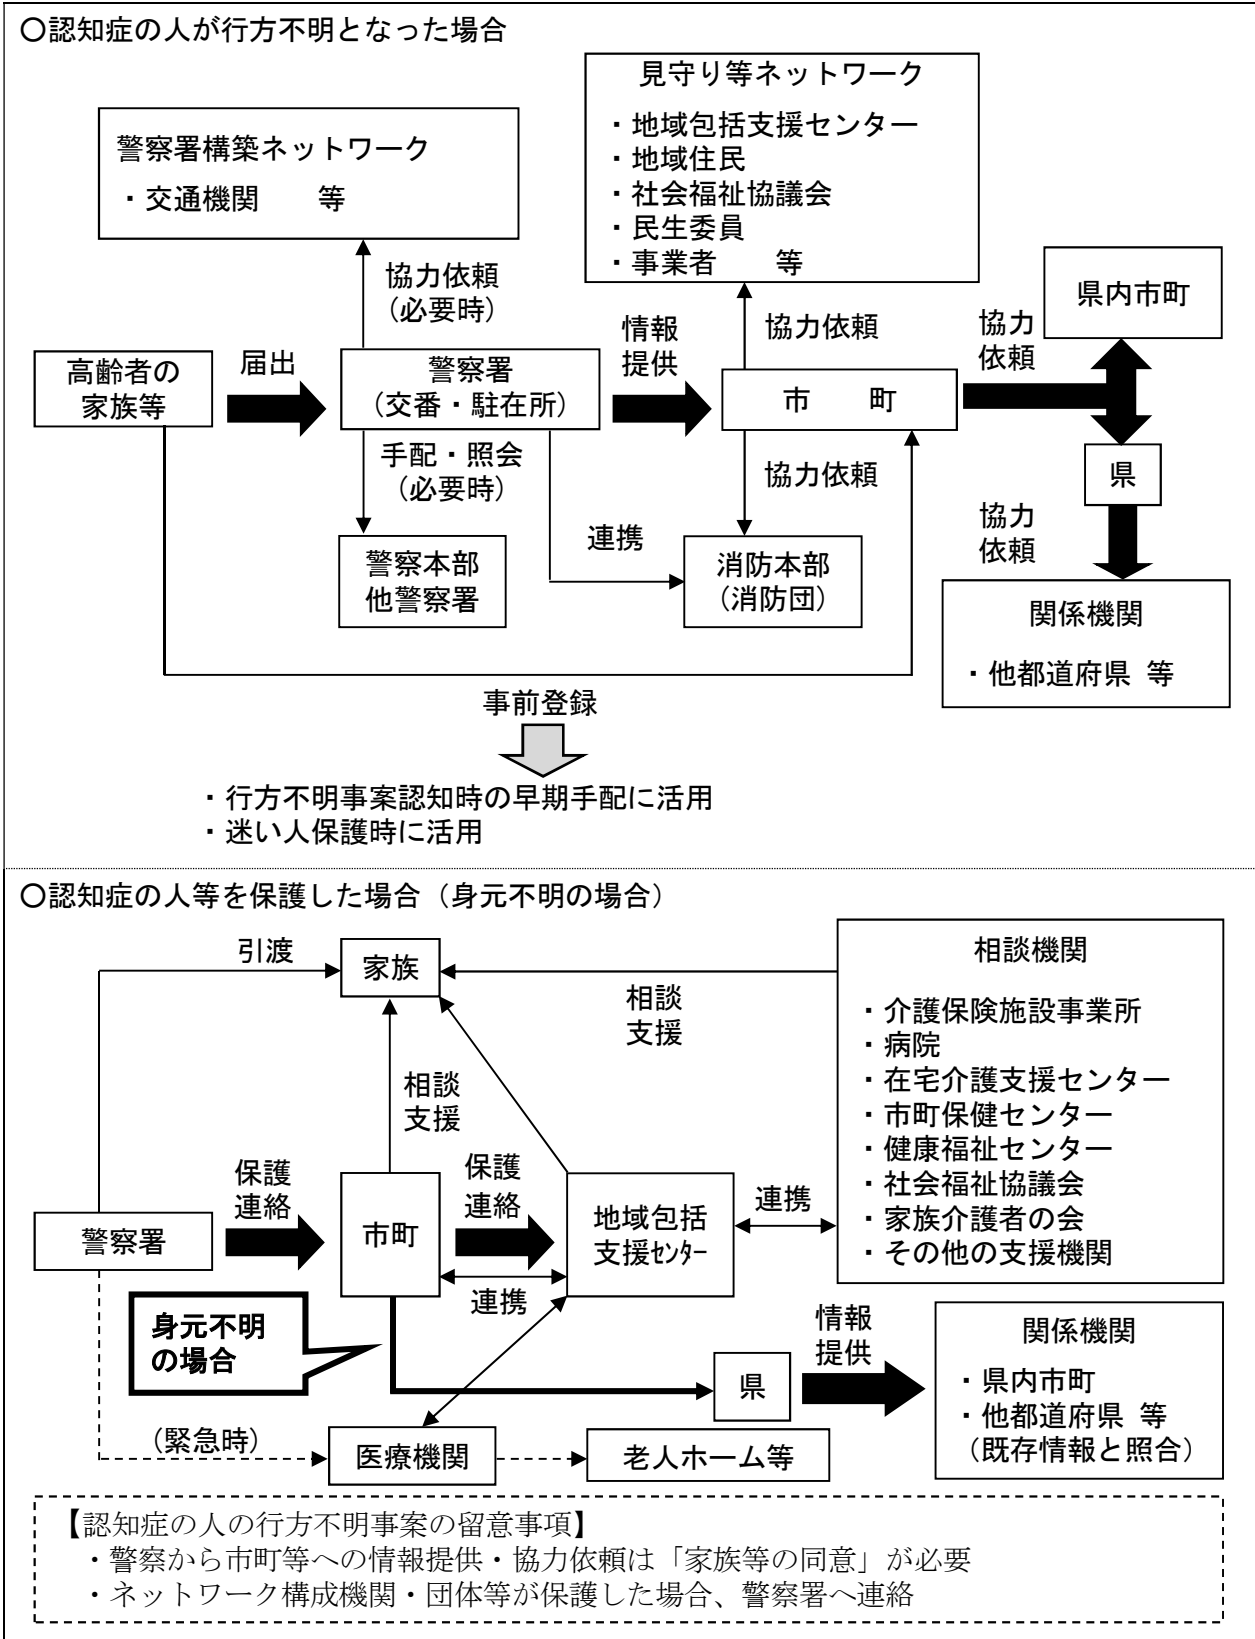 〇認知症の人が行方不明となった場合
見守り等ネットワーク
・地域包括支援センター
・地域住民
・社会福祉協議会
・民生委員
・事業者　　等
警察署構築ネットワーク
・交通機関　　等
協力依頼
（必要時）
情報
提供
協力依頼
協力
依頼
県内市町
高齢者の
家族等
届出
警察署
（交番・駐在所）
市　　町
手配・照会
（必要時）
協力依頼
県
連携
協力
依頼
警察本部
他警察署
消防本部
（消防団）
関係機関
・他都道府県 等
事前登録
・行方不明事案認知時の早期手配に活用
・迷い人保護時に活用
〇認知症の人等を保護した場合（身元不明の場合）
引渡
家族
相談
支援
相談機関
・介護保険施設事業所
・病院
・在宅介護支援センター
・市町保健センター
・健康福祉センター
・社会福祉協議会
・家族介護者の会
・その他の支援機関
相談
支援
保護
連絡
保護
連絡
警察署
市町
地域包括
支援ｾﾝﾀｰ
連携
連携
身元不明
の場合
県
情報
提供
関係機関
・県内市町
・他都道府県 等
（既存情報と照合）
（緊急時）
医療機関
老人ホーム等
【認知症の人の行方不明事案の留意事項】
・警察から市町等への情報提供・協力依頼は「家族等の同意」が必要
・ネットワーク構成機関・団体等が保護した場合、警察署へ連絡